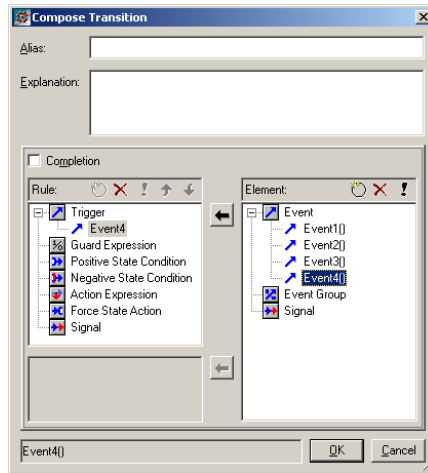 Compose Transition
Alias:
Explanation:
Completion
Rule:
Trigger
Event4
Guard Expression
Positive State Condition
Negative State Condition
Action Expression
Force State Action
Signal
Element:
Event
Event1()
Event2()
Event3()
Event4()
Event Group
Signal
Event4()
OK
Cancel